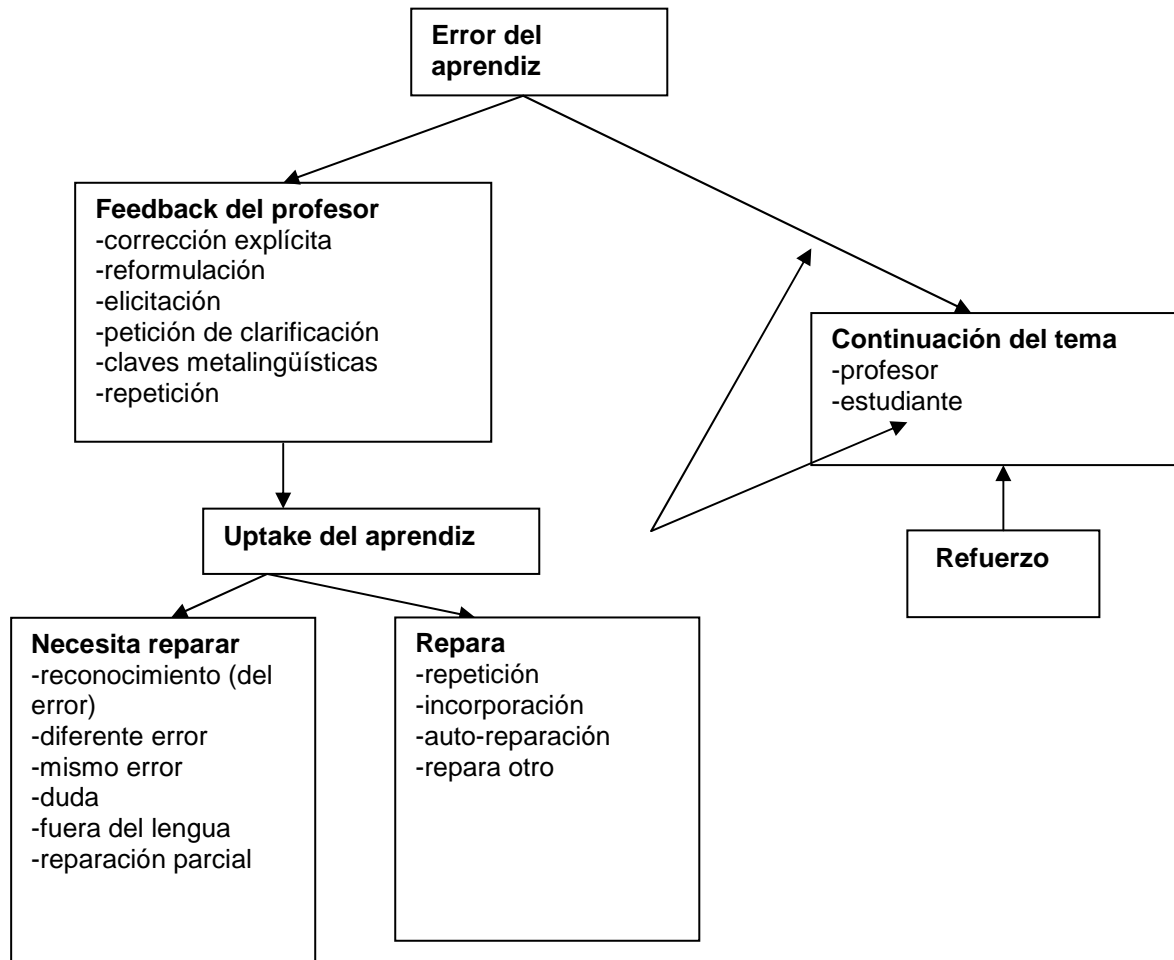 Error del
aprendiz
Feedback del profesor
-corrección explícita
-reformulación
-elicitación
-petición de clarificación
-claves metalingüísticas
-repetición
Continuación del tema
-profesor
-estudiante
Uptake del aprendiz
Refuerzo
Necesita reparar
-reconocimiento (del
error)
-diferente error
-mismo error
-duda
-fuera del lengua
-reparación parcial
Repara
-repetición
-incorporación
-auto-reparación
-repara otro